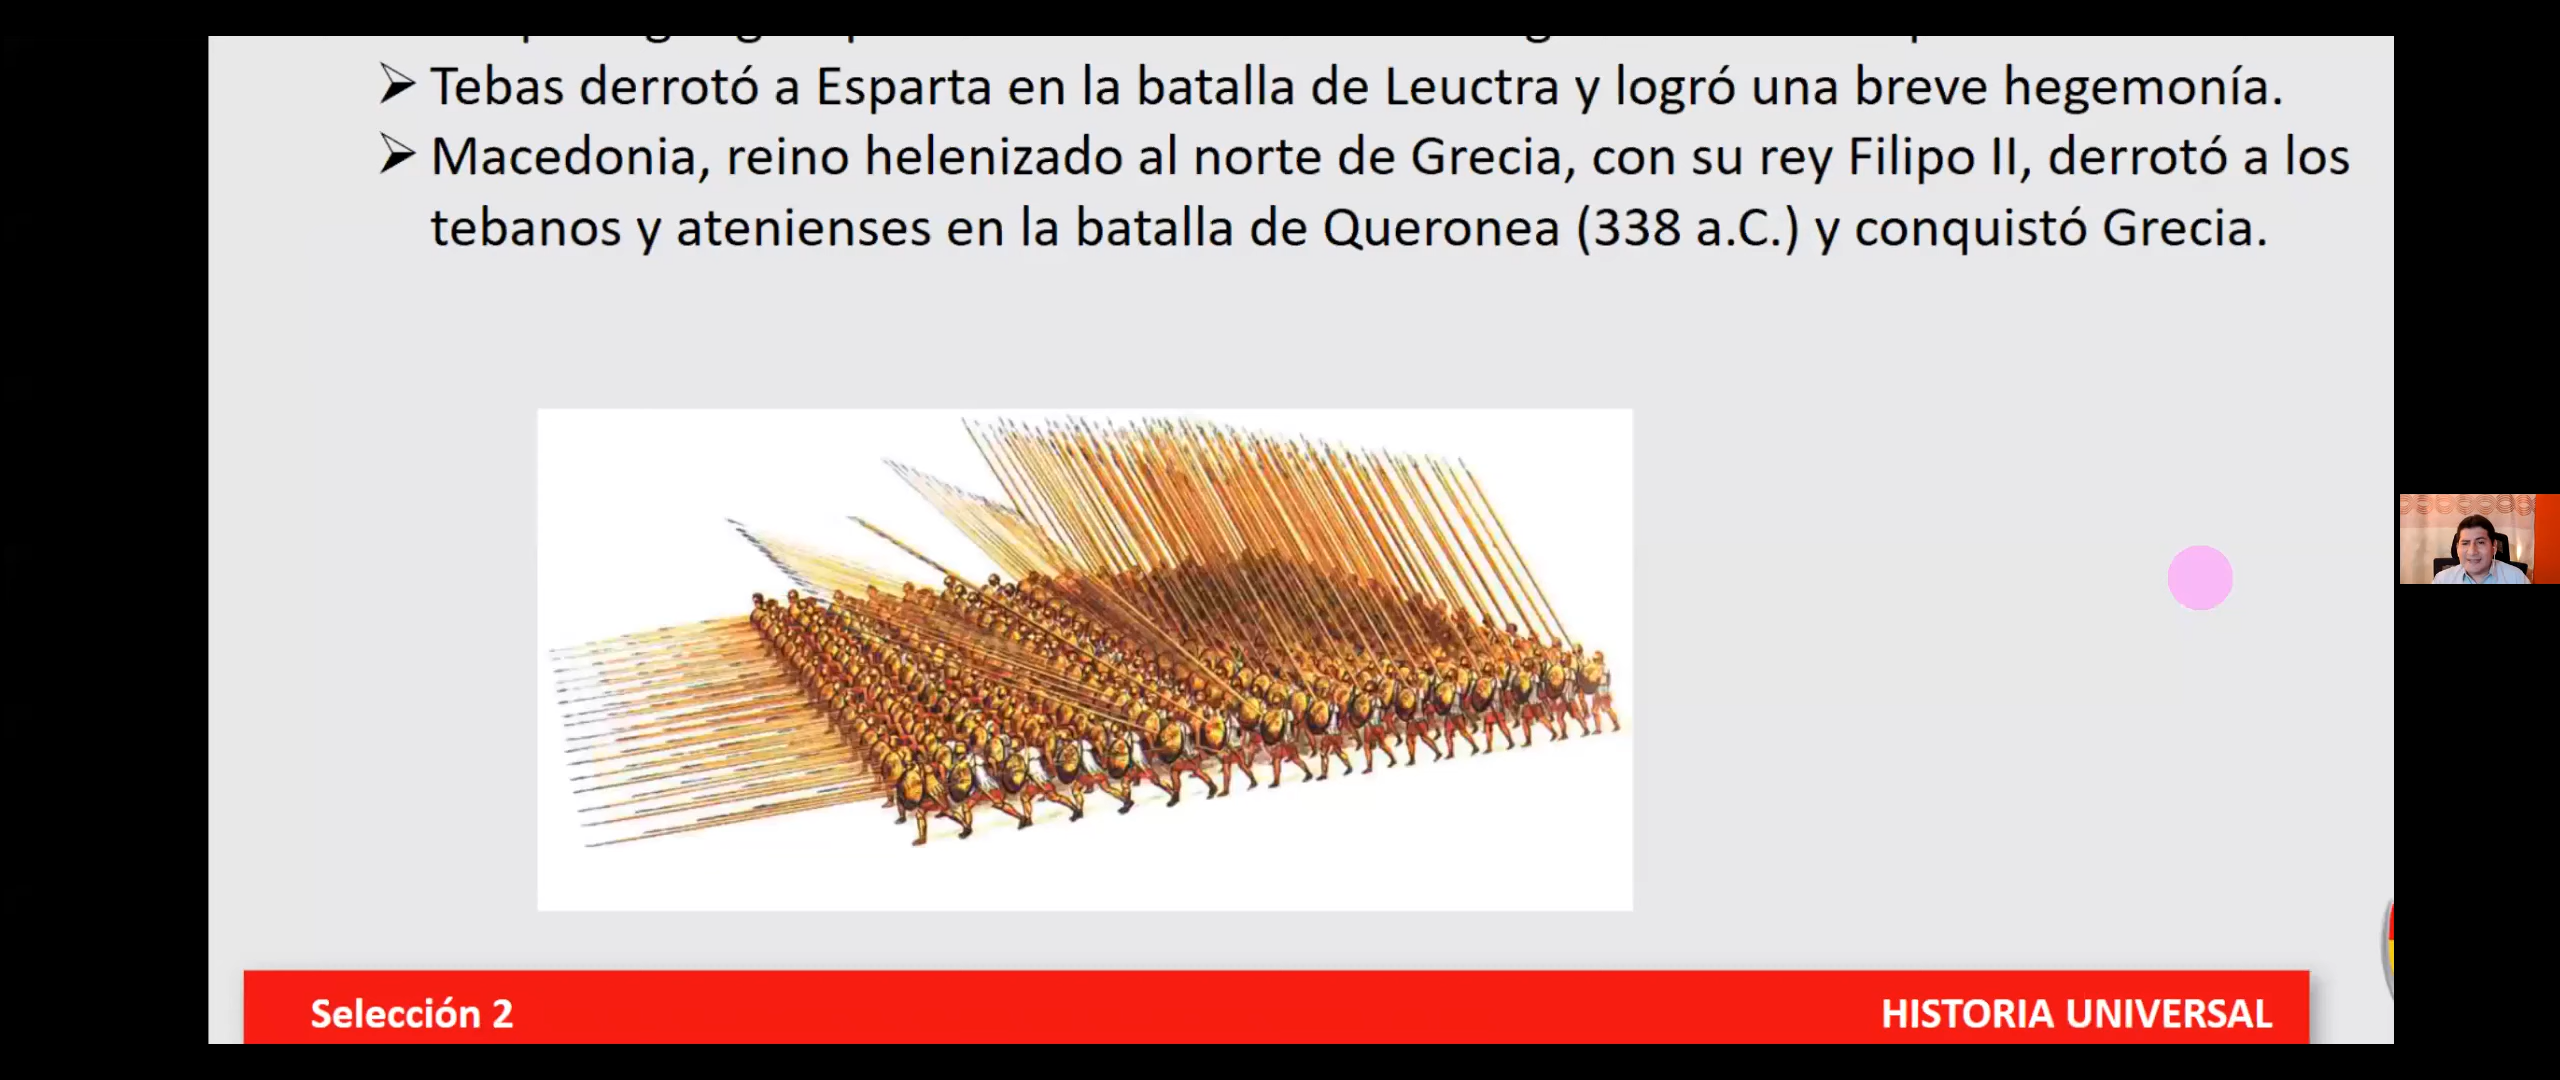 Tebas derrotó a Esparta en la batalla de Leuctra y logró una breve hegemonía.
Macedonia, reino helenizado al norte de Grecia, con su rey Filipo II, derrotó a los
tebanos y atenienses en la batalla de Queronea (338 a.C.) y conquistó Grecia.
Selección 2
HISTORIA UNIVERSAL